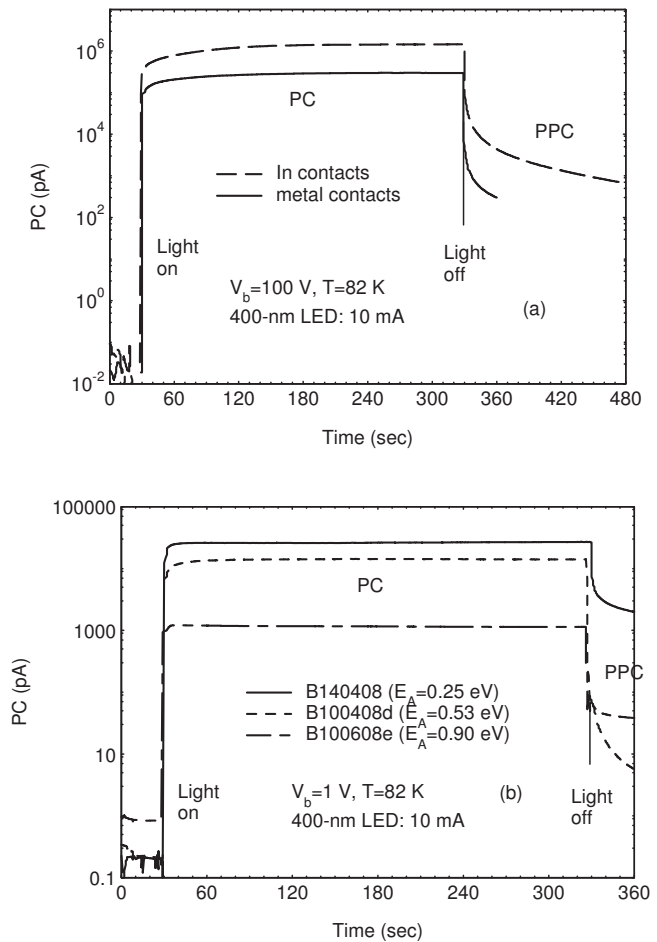 10^6
10^4
10^2
10^0
10^-2
PC (pA)
PC
PPC
In contacts
metal contacts
Light
on
Light
off
V_b=100 V, T=82 K
400-nm LED: 10 mA
(a)
0 60 120 180 240 300 360 420 480
Time (sec)
100000
1000
10
0.1
PC (pA)
PC
PPC
B140408 (E_A=0.25 eV)
B100408d (E_A=0.53 eV)
B100608e (E_A=0.90 eV)
Light
on
V_b=1 V, T=82 K
400-nm LED: 10 mA
(b)
Light
off
0 60 120 180 240 300 360
Time (sec)